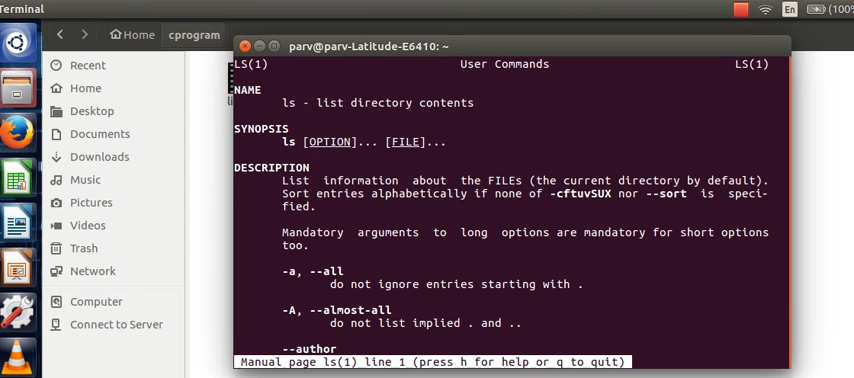 Terminal
En
(100%
Home
cprogram
Recent
Home
Desktop
Documents
Downloads
Music
Pictures
Videos
Trash
Network
Computer
Connect to Server
parv@parv-Latitude-E6410: ~
LS(1) User Commands LS(1)
NAME
ls - list directory contents
SYNOPSIS
ls [OPTION]... [FILE]...
DESCRIPTION
List information about the FILEs (the current directory by default).
Sort entries alphabetically if none of -cftuvSUX nor --sort is speci-
fied.
Mandatory arguments to long options are mandatory for short options
too.
-a, --all
do not ignore entries starting with .
-A, --almost-all
do not list implied . and ..
--author
Manual page ls(1) line 1 (press h for help or q to quit)